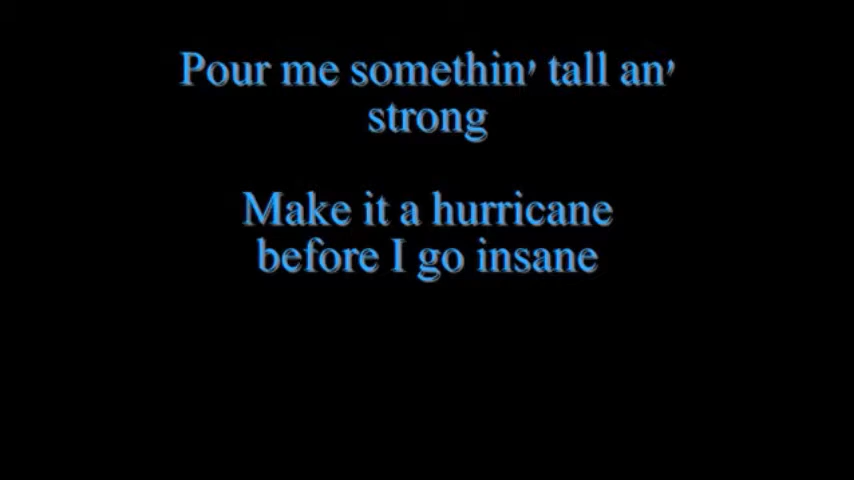 Pour me somethin' tall an'
strong
Make it a hurricane
before I go insane